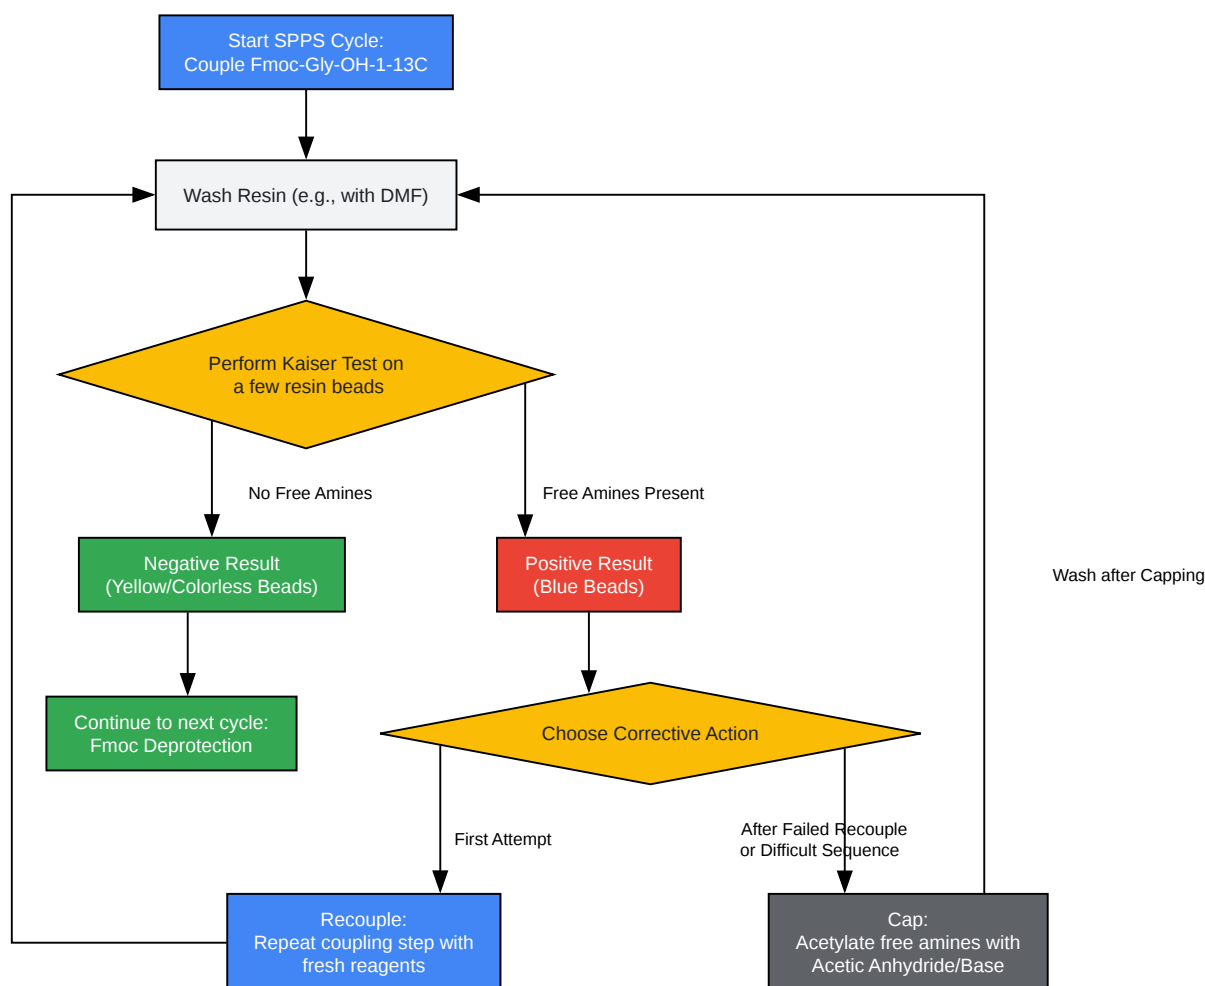 Start SPPS Cycle:
Couple Fmoc-Gly-OH-1-13C
Wash Resin (e.g., with DMF)
Perform Kaiser Test on
a few resin beads
No Free Amines
Free Amines Present
Negative Result
(Yellow/Colorless Beads)
Positive Result
(Blue Beads)
Wash after Capping
Continue to next cycle:
Fmoc Deprotection
Choose Corrective Action
First Attempt
After Failed Recouple
or Difficult Sequence
Recouple:
Repeat coupling step with
fresh reagents
Cap:
Acetylate free amines with
Acetic Anhydride/Base